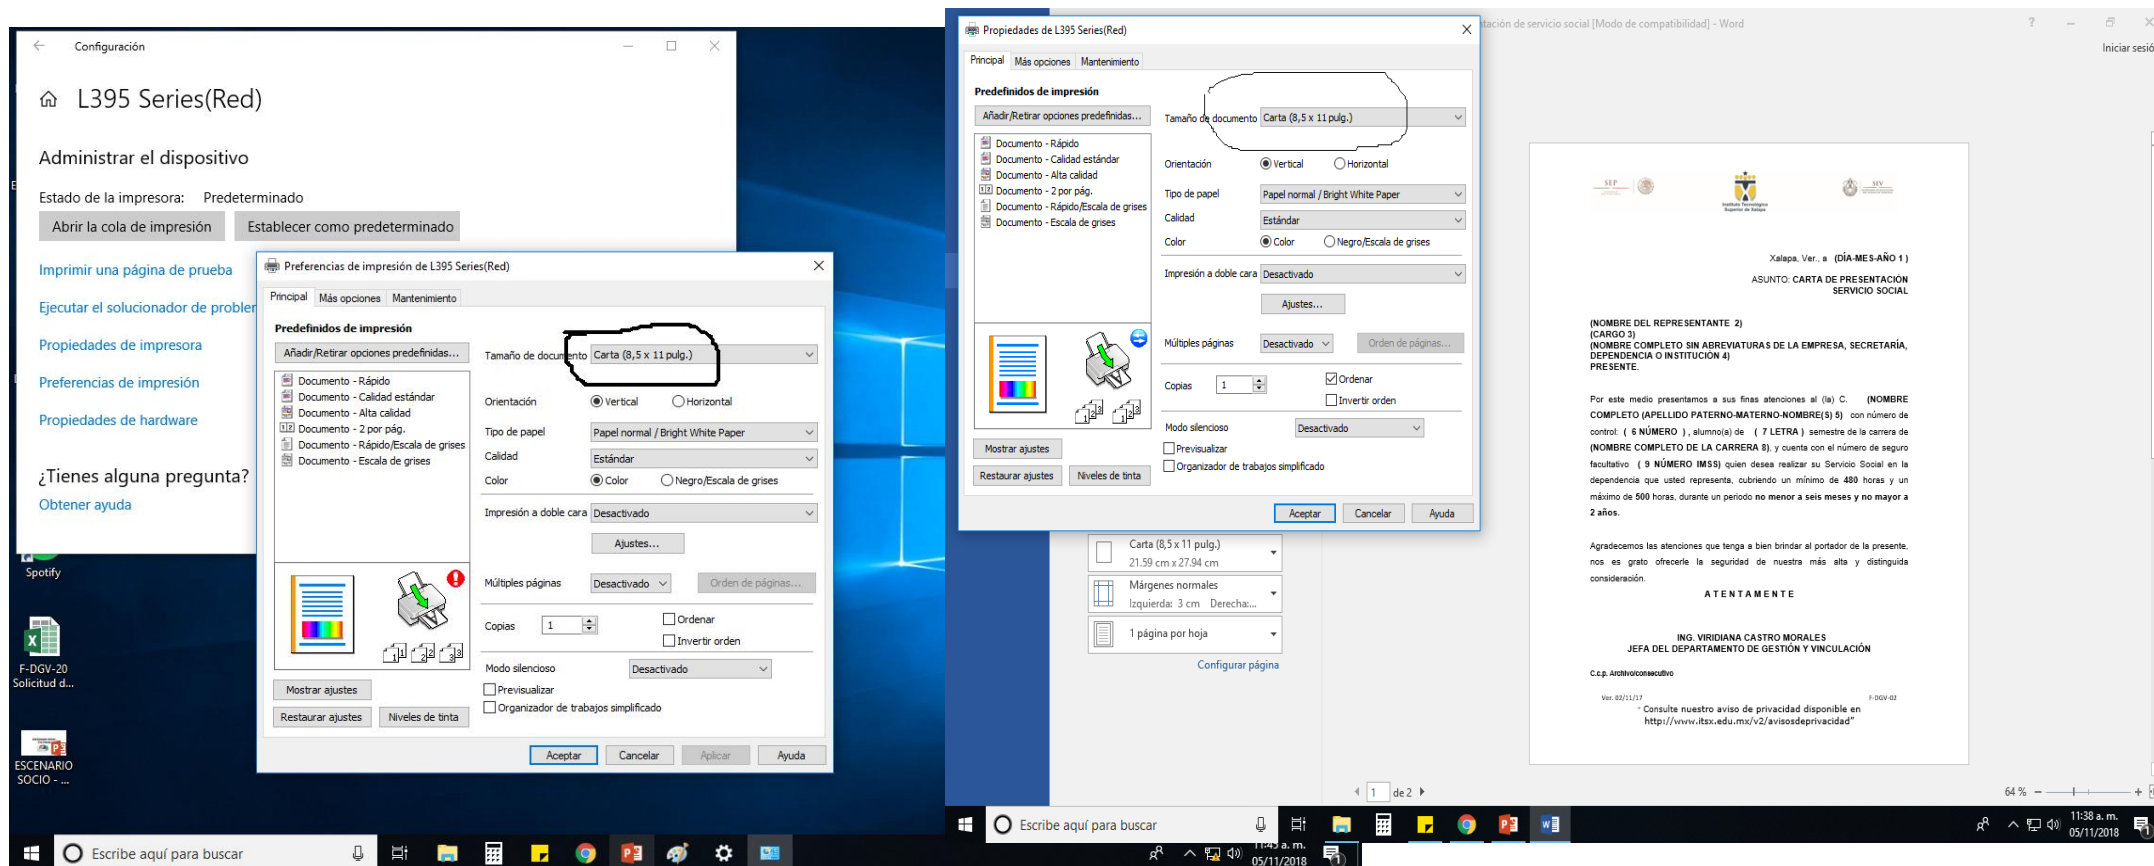 Configuración
L395 Series(Red)
Administrar el dispositivo
Estado de la impresora: Predeterminado
Abrir la cola de impresión
Establecer como predeterminado
Imprimir una página de prueba
Ejecutar el solucionador de probler
Propiedades de impresora
Preferencias de impresión
Propiedades de hardware
¿Tienes alguna pregunta?
Obtener ayuda
Spotify
F-DGV-20
Solicitud d...
ESCENARIO
SOCIO - ...
Preferencias de impresión de L395 Series(Red)
Principal Más opciones Mantenimiento
Predefinidos de impresión
Añadir/Retirar opciones predefinidas...
Documento - Rápido
Documento - Calidad estándar
Documento - Alta calidad
Documento - 2 por pág.
Documento - Rápido/Escala de grises
Documento - Escala de grises
Mostrar ajustes
Restaurar ajustes
Niveles de tinta
Tamaño de documento Carta (8,5 x 11 pulg.)
Orientación Vertical Horizontal
Tipo de papel Papel normal / Bright White Paper
Calidad Estándar
Color Color Negro/Escala de grises
Impresión a doble cara Desactivado
Ajustes...
Múltiples páginas Desactivado Orden de páginas...
Copias 1 Ordenar
Invertir orden
Modo silencioso Desactivado
Previsualizar
Organizador de trabajos simplificado
Aceptar Cancelar Aplicar Ayuda
Escribe aquí para buscar
11:45 a. m.
05/11/2018
Propiedades de L395 Series(Red)
Principal Más opciones Mantenimiento
Predefinidos de impresión
Añadir/Retirar opciones predefinidas...
Documento - Rápido
Documento - Calidad estándar
Documento - Alta calidad
Documento - 2 por pág.
Documento - Rápido/Escala de grises
Documento - Escala de grises
Mostrar ajustes
Restaurar ajustes
Niveles de tinta
Tamaño de documento Carta (8,5 x 11 pulg.)
Orientación Vertical Horizontal
Tipo de papel Papel normal / Bright White Paper
Calidad Estándar
Color Color Negro/Escala de grises
Impresión a doble cara Desactivado
Ajustes...
Múltiples páginas Desactivado Orden de páginas...
Copias 1 Ordenar
Invertir orden
Modo silencioso Desactivado
Previsualizar
Organizador de trabajos simplificado
Aceptar Cancelar Ayuda
tación de servicio social [Modo de compatibilidad] - Word
Iniciar sesió
Carta (8,5 x 11 pulg.)
21.59 cm x 27.94 cm
Márgenes normales
Izquierda: 3 cm Derecha:...
1 página por hoja
Configurar página
SEP
Instituto Tecnológico
Superior de Xalapa
SEV
Xalapa, Ver., a (DÍA-MES-AÑO 1 )
ASUNTO: CARTA DE PRESENTACIÓN
SERVICIO SOCIAL
(NOMBRE DEL REPRESENTANTE 2)
(CARGO 3)
(NOMBRE COMPLETO SIN ABREVIATURAS DE LA EMPRESA, SECRETARÍA,
DEPENDENCIA O INSTITUCIÓN 4)
PRESENTE.
Por este medio presentamos a sus finas atenciones al (la) C. (NOMBRE
COMPLETO (APELLIDO PATERNO-MATERNO-NOMBRE(S) 5) con número de
control: ( 6 NÚMERO ), alumno(a) de ( 7 LETRA ) semestre de la carrera de
(NOMBRE COMPLETO DE LA CARRERA 8), y cuenta con el número de seguro
facultativo ( 9 NÚMERO IMSS) quien desea realizar su Servicio Social en la
dependencia que usted representa, cubriendo un mínimo de 480 horas y un
máximo de 500 horas, durante un periodo no menor a seis meses y no mayor a
2 años.
Agradecemos las atenciones que tenga a bien brindar al portador de la presente,
nos es grato ofrecerle la seguridad de nuestra más alta y distinguida
consideración.
ATENTAMENTE
ING. VIRIDIANA CASTRO MORALES
JEFA DEL DEPARTAMENTO DE GESTIÓN Y VINCULACIÓN
C.c.p. Archivo/consecutivo
Ver. 02/11/17 F-DGV-02
" Consulte nuestro aviso de privacidad disponible en
http://www.itsx.edu.mx/v2/avisosdeprivacidad"
1 de 2
64 %
Escribe aquí para buscar
11:38 a. m.
05/11/2018